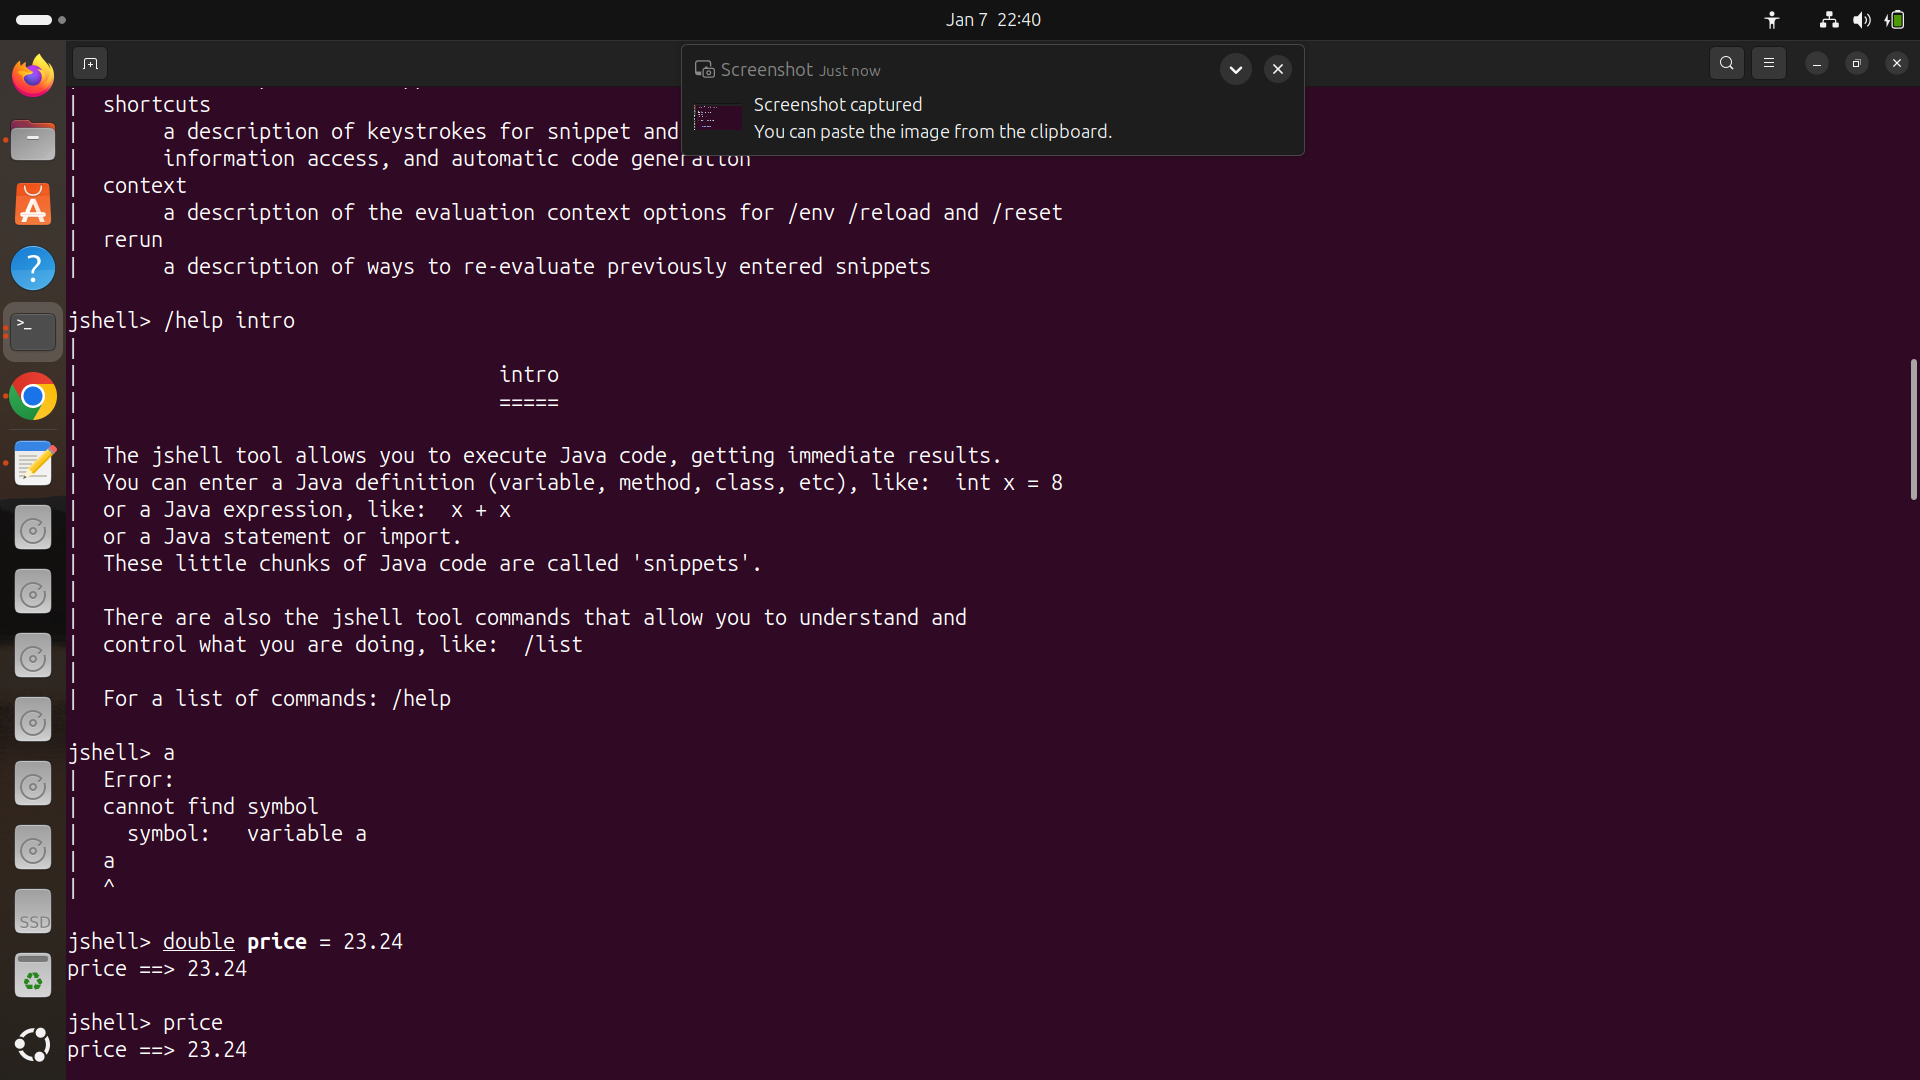 Jan 7  22:40
Screenshot Just now
Screenshot captured
You can paste the image from the clipboard.
|  shortcuts
|       a description of keystrokes for snippet and
|       information access, and automatic code generation
|  context
|       a description of the evaluation context options for /env /reload and /reset
|  rerun
|       a description of ways to re-evaluate previously entered snippets
jshell> /help intro
|
|                                   intro
|                                   =====
|
|  The jshell tool allows you to execute Java code, getting immediate results.
|  You can enter a Java definition (variable, method, class, etc), like:  int x = 8
|  or a Java expression, like:  x + x
|  or a Java statement or import.
|  These little chunks of Java code are called 'snippets'.
|
|  There are also the jshell tool commands that allow you to understand and
|  control what you are doing, like:  /list
|
|  For a list of commands: /help
jshell> a
|  Error:
|  cannot find symbol
|    symbol:   variable a
|  a
|  ^
jshell> double price = 23.24
price ==> 23.24
jshell> price
price ==> 23.24
SSD